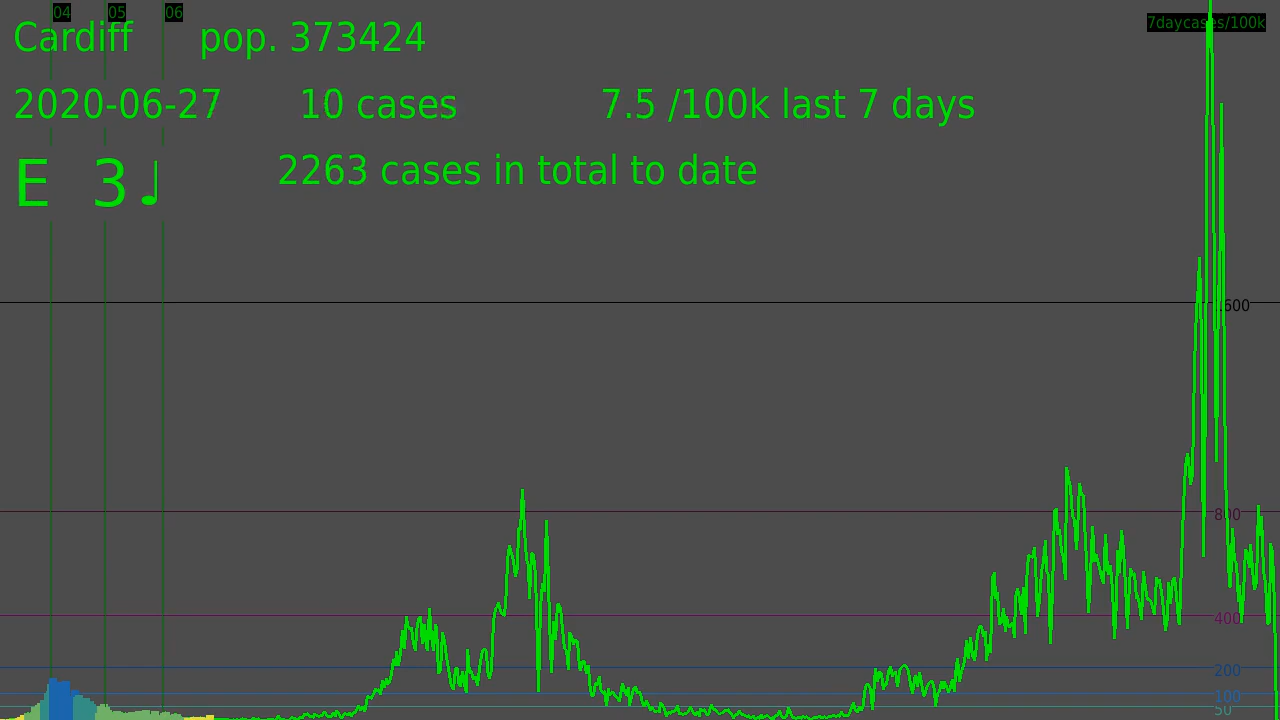 04 05 06
7daycases/100k
Cardiff pop. 373424
2020-06-27 10 cases 7.5 /100k last 7 days
E 3♩ 2263 cases in total to date
800
400
200
100
50